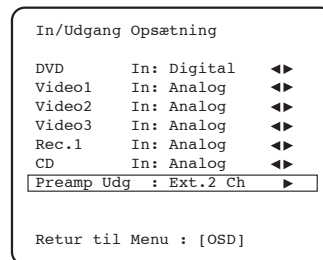 In/Udgang Opsætning
DVD In: Digital ◀▶
Video1 In: Analog ◀▶
Video2 In: Analog ◀▶
Video3 In: Analog ◀▶
Rec.1 In: Analog ◀▶
CD In: Analog ◀▶
Preamp Udg : Ext.2 Ch ▶
Retur til Menu : [OSD]